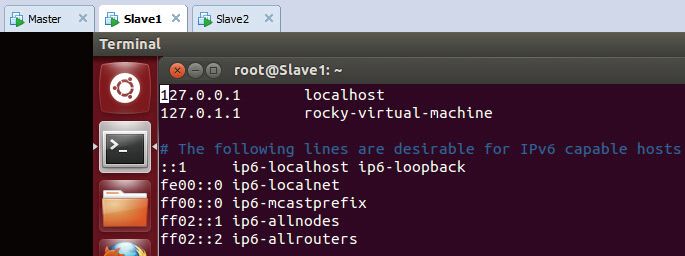 Master Slave1 Slave2
Terminal
root@Slave1: ~
127.0.0.1 localhost
127.0.1.1 rocky-virtual-machine
# The following lines are desirable for IPv6 capable hosts
::1 ip6-localhost ip6-loopback
fe00::0 ip6-localnet
ff00::0 ip6-mcastprefix
ff02::1 ip6-allnodes
ff02::2 ip6-allrouters